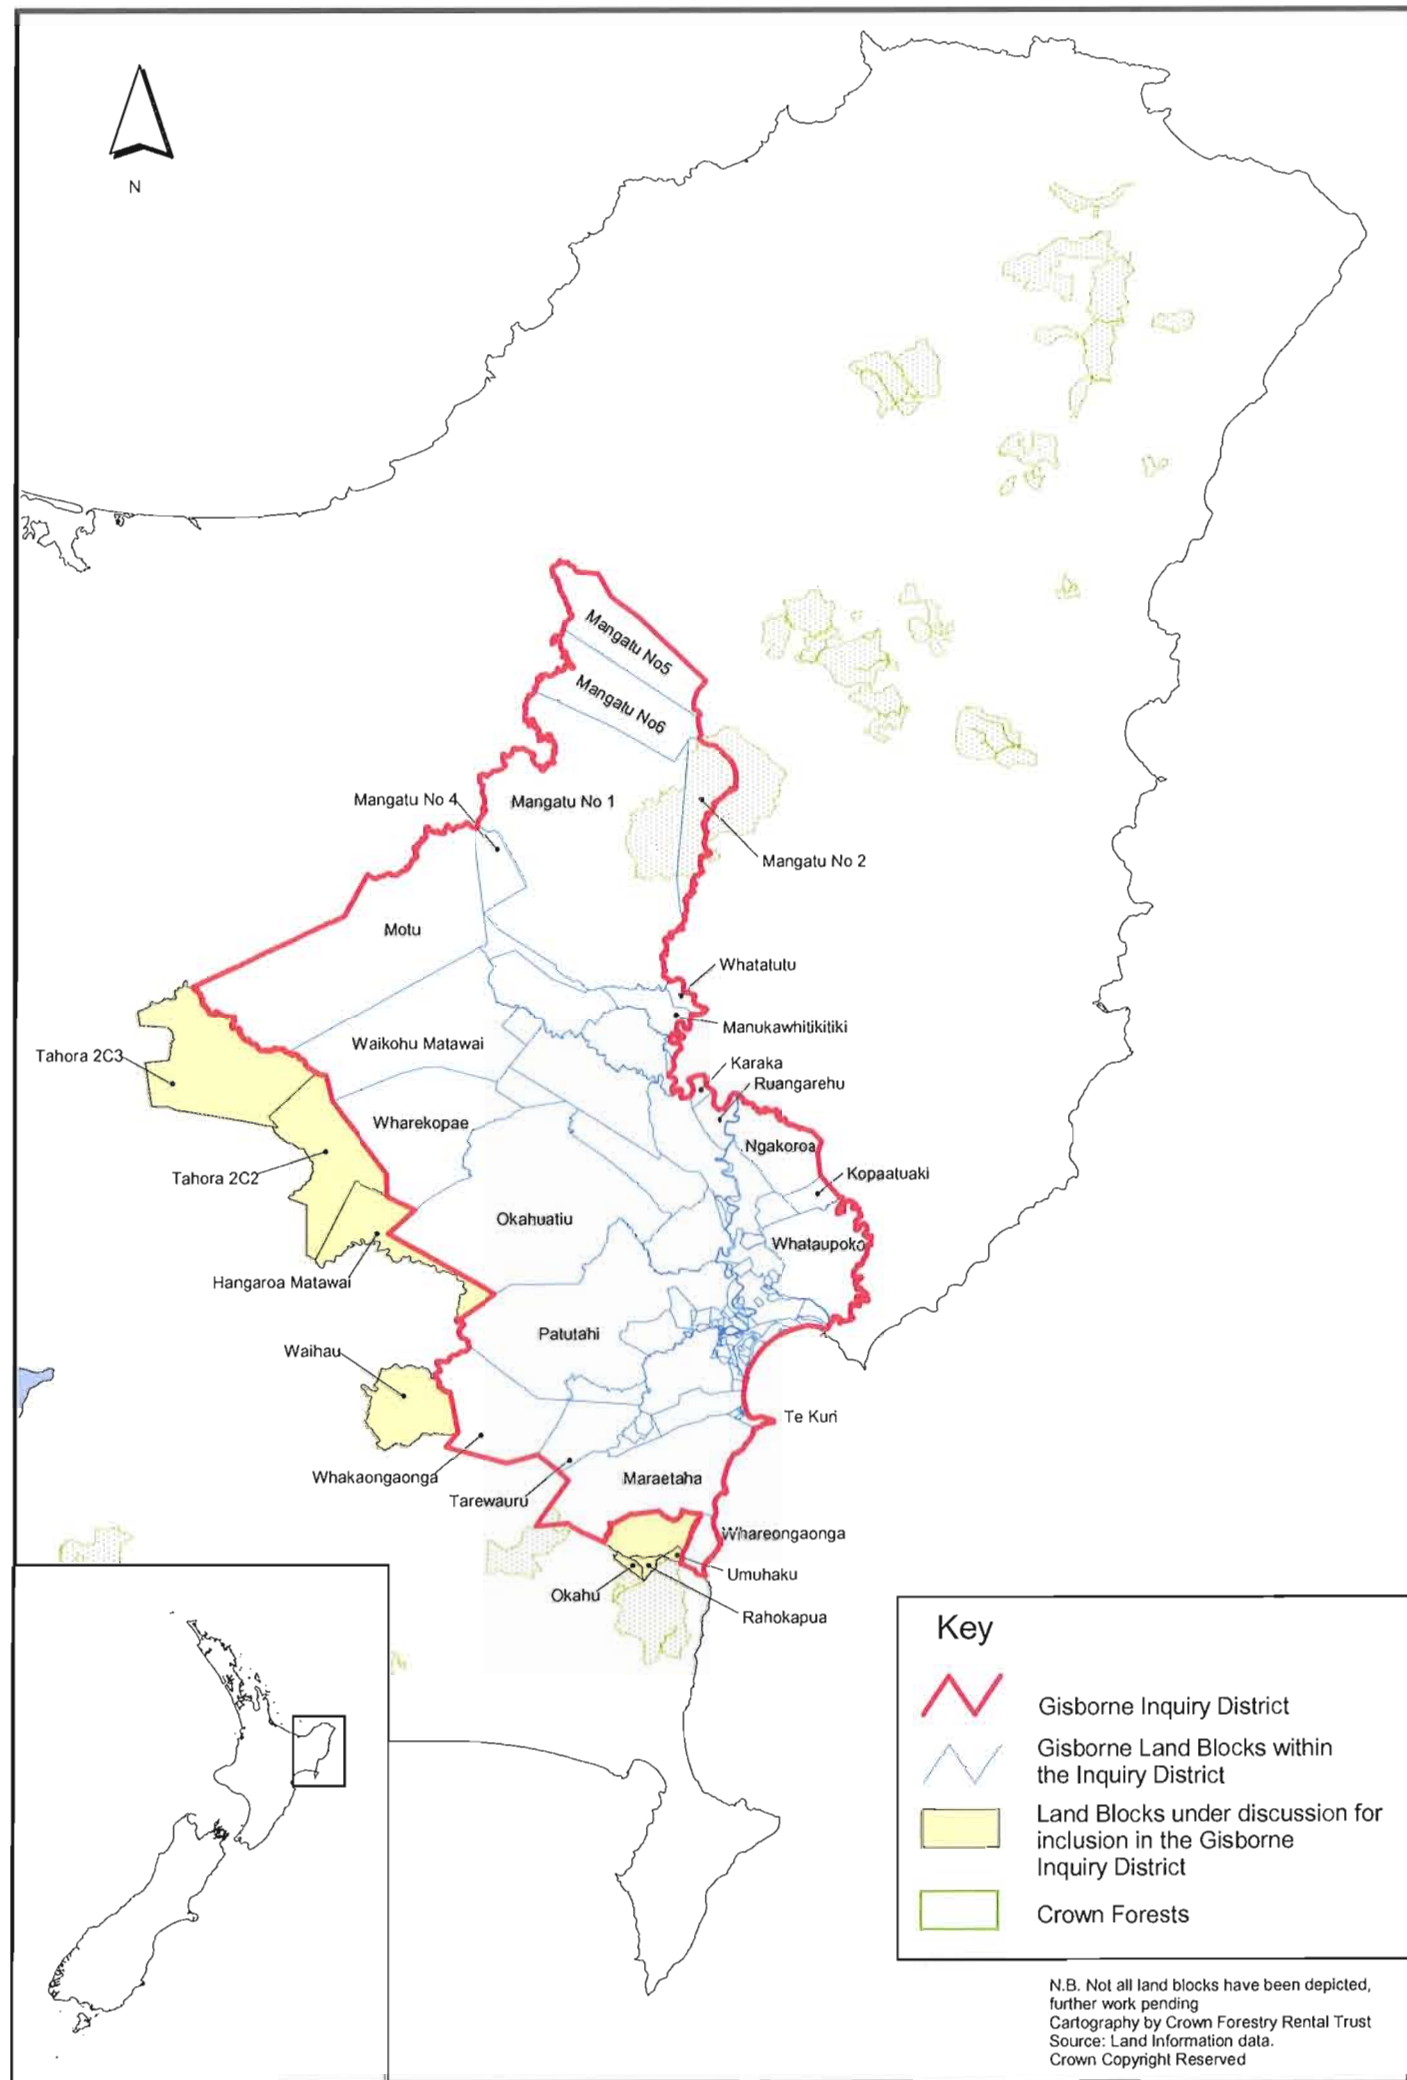 N
Mangatu No5
Mangatu No6
Mangatu No 4
Mangatu No 1
Mangatu No 2
Motu
Whatatutu
Manukawhitikitiki
Waikohu Matawai
Tahora 2C3
Karaka
Ruangarehu
Wharekopae
Ngakoroa
Tahora 2C2
Kopaatuaki
Okahuatiu
Whataupoko
Hangaroa Matawai
Patutahi
Waihau
Te Kuri
Whakaongaonga
Maraetaha
Tarewauru
Whareongaonga
Umuhaku
Okahu
Rahokapua
Key
Gisborne Inquiry District
Gisborne Land Blocks within
the Inquiry District
Land Blocks under discussion for
inclusion in the Gisborne
Inquiry District
Crown Forests
N.B. Not all land blocks have been depicted,
further work pending
Cartography by Crown Forestry Rental Trust
Source: Land Information data.
Crown Copyright Reserved